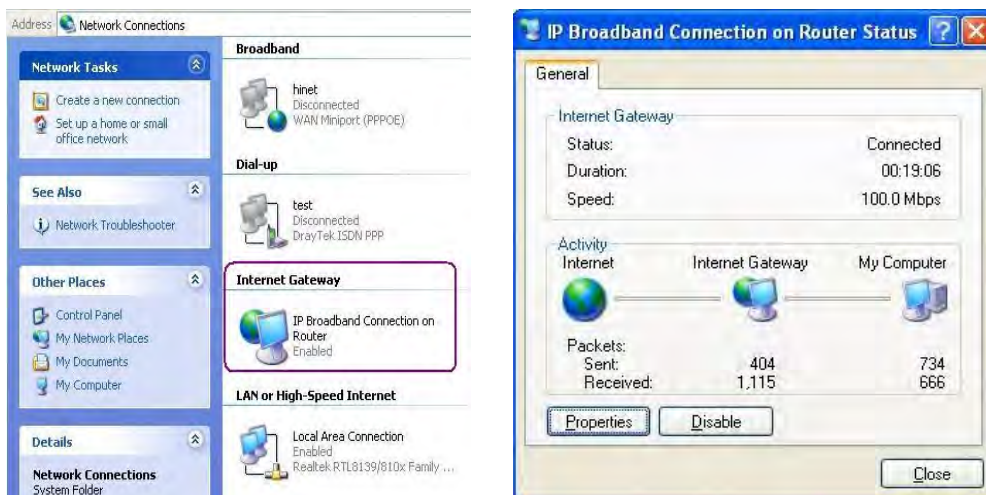 Address Network Connections
Network Tasks
Create a new connection
Set up a home or small
office network
See Also
Network Troubleshooter
Other Places
Control Panel
My Network Places
My Documents
My Computer
Details
Network Connections
System Folder
Broadband
hinet
Disconnected
WAN Miniport (PPPOE)
Dial-up
test
Disconnected
DrayTek ISDN PPP
Internet Gateway
IP Broadband Connection on
Router
Enabled
LAN or High-Speed Internet
Local Area Connection
Enabled
Realtek RTL8139/810x Family ...
IP Broadband Connection on Router Status ?
General
Internet Gateway
Status: Connected
Duration: 00:19:06
Speed: 100.0 Mbps
Activity
Internet Internet Gateway My Computer
Packets:
Sent: 404 734
Received: 1,115 666
Properties Disable
Close